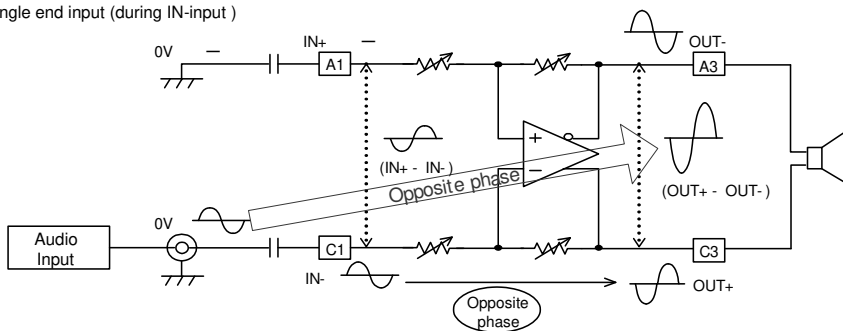 ngle end input (during IN-input )
0V
–
IN+
A1
–
OUT-
A3
+
–
(IN+ - IN-)
Opposite phase
(OUT+ - OUT- )
0V
Audio
Input
C1
IN-
C3
OUT+
Opposite
phase